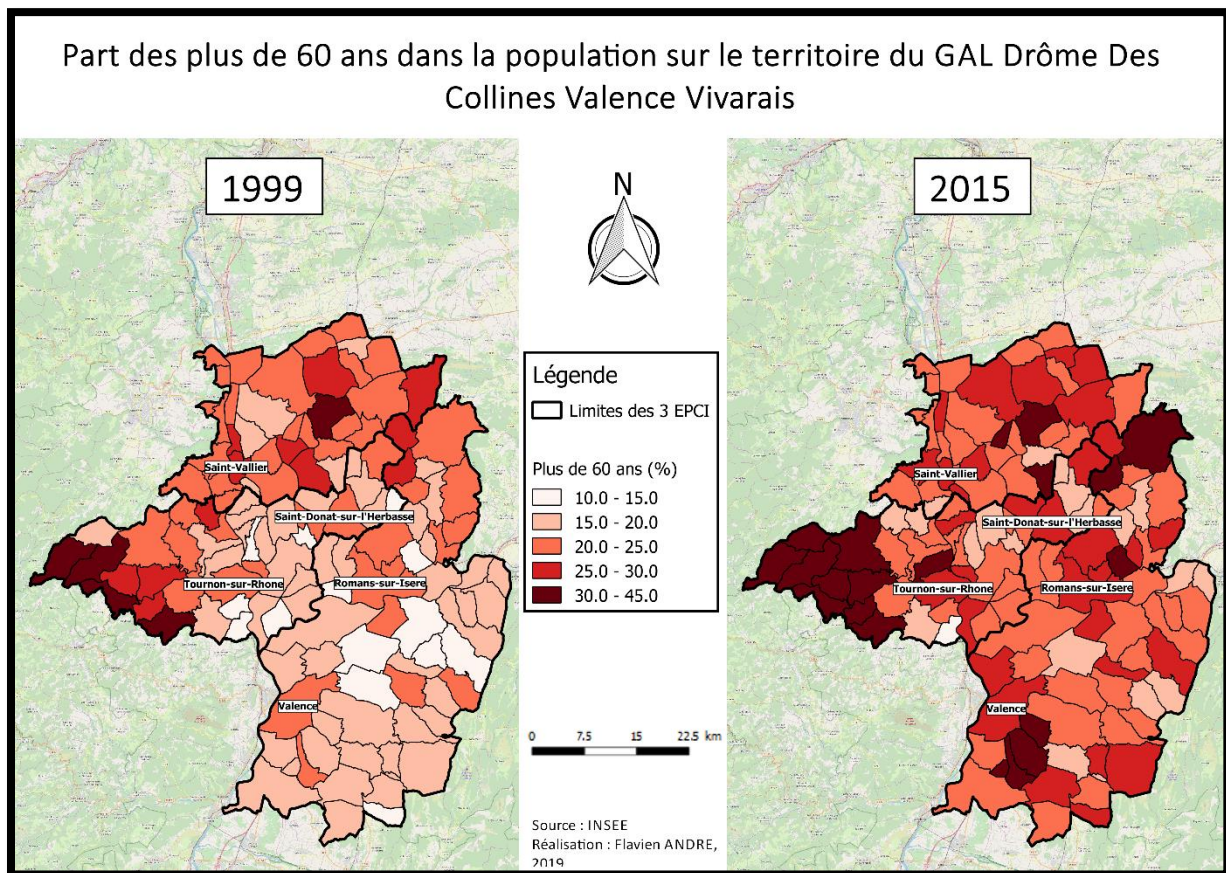 Part des plus de 60 ans dans la population sur le territoire du GAL Drôme Des
Collines Valence Vivarais
1999
N
2015
Légende
Limites des 3 EPCI
Plus de 60 ans (%)
10.0 - 15.0
15.0 - 20.0
20.0 - 25.0
25.0 - 30.0
30.0 - 45.0
Saint-Vallier
Saint-Donat-sur-l'Herbasse
Tournon-sur-Rhône
Romans-sur-Isere
Valence
Saint-Vallier
Saint-Donat-sur-l'Herbasse
Tournon-sur-Rhône
Romans-sur-Isere
Valence
0 7.5 15 22.5 km
Source : INSEE
Réalisation : Flavien ANDRE,
2019